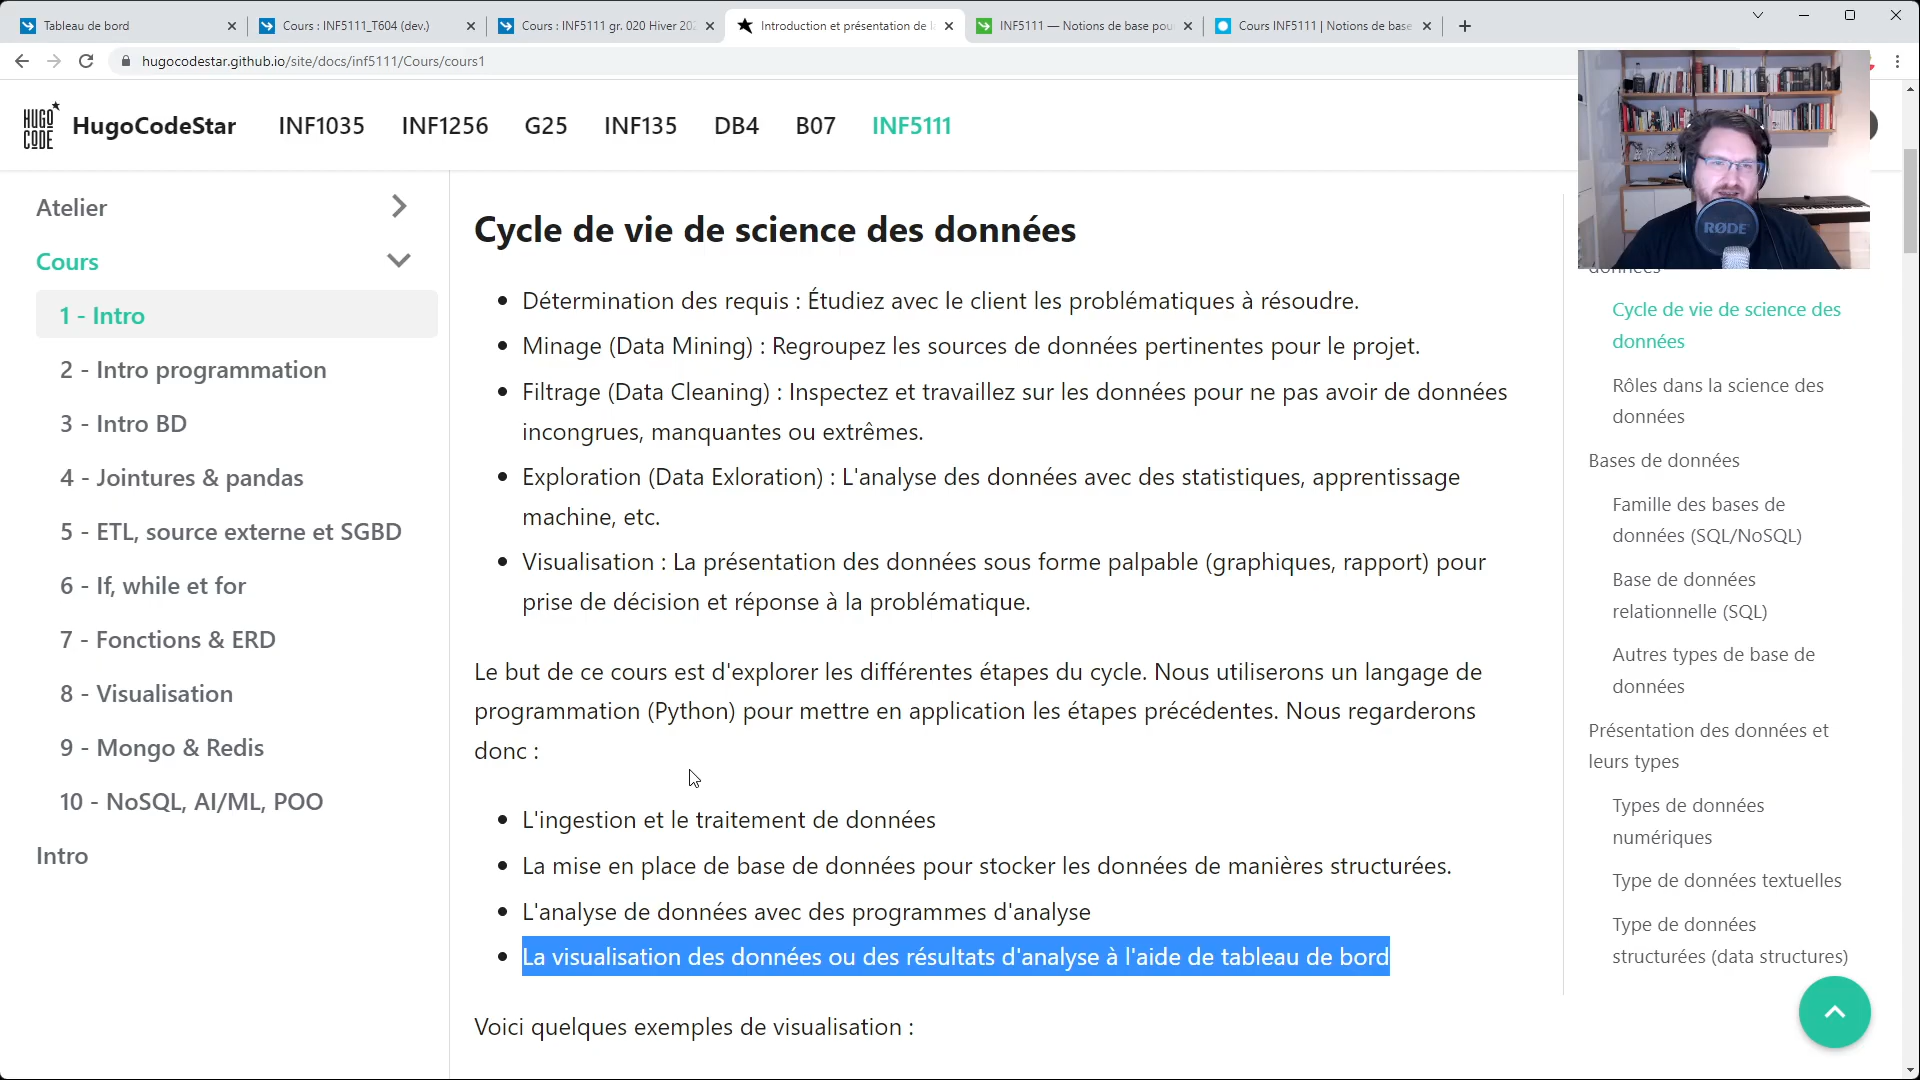 Tableau de bord
Cours : INF5111_T604 (dev.)
Cours : INF5111 gr. 020 Hiver 202
Introduction et présentation de l
INF5111 — Notions de base pou
Cours INF5111 | Notions de base
hugocodestar.github.io/site/docs/inf5111/Cours/cours1
HUGO CODE
HugoCodeStar
INF1035
INF1256
G25
INF135
DB4
B07
INF5111
Atelier
Cours
1 - Intro
2 - Intro programmation
3 - Intro BD
4 - Jointures & pandas
5 - ETL, source externe et SGBD
6 - If, while et for
7 - Fonctions & ERD
8 - Visualisation
9 - Mongo & Redis
10 - NoSQL, AI/ML, POO
Intro
Cycle de vie de science des données
Détermination des requis : Étudiez avec le client les problématiques à résoudre.
Minage (Data Mining) : Regroupez les sources de données pertinentes pour le projet.
Filtrage (Data Cleaning) : Inspectez et travaillez sur les données pour ne pas avoir de données
incongrues, manquantes ou extrêmes.
Exploration (Data Exloration) : L'analyse des données avec des statistiques, apprentissage
machine, etc.
Visualisation : La présentation des données sous forme palpable (graphiques, rapport) pour
prise de décision et réponse à la problématique.
Le but de ce cours est d'explorer les différentes étapes du cycle. Nous utiliserons un langage de
programmation (Python) pour mettre en application les étapes précédentes. Nous regarderons
donc :
L'ingestion et le traitement de données
La mise en place de base de données pour stocker les données de manières structurées.
L'analyse de données avec des programmes d'analyse
La visualisation des données ou des résultats d'analyse à l'aide de tableau de bord
Voici quelques exemples de visualisation :
RØDE
données
Cycle de vie de science des
données
Rôles dans la science des
données
Bases de données
Famille des bases de
données (SQL/NoSQL)
Base de données
relationnelle (SQL)
Autres types de base de
données
Présentation des données et
leurs types
Types de données
numériques
Type de données textuelles
Type de données
structurées (data structures)